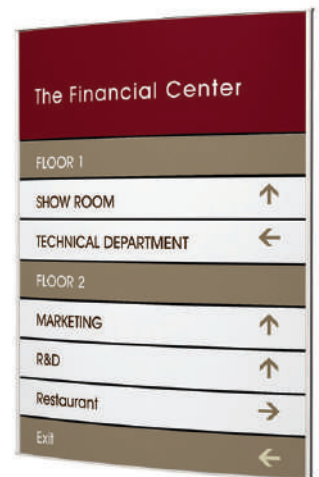 The Financial Center
FLOOR 1
SHOW ROOM ↑
TECHNICAL DEPARTMENT ←
FLOOR 2
MARKETING ↑
R&D ↑
Restaurant →
Exit ←